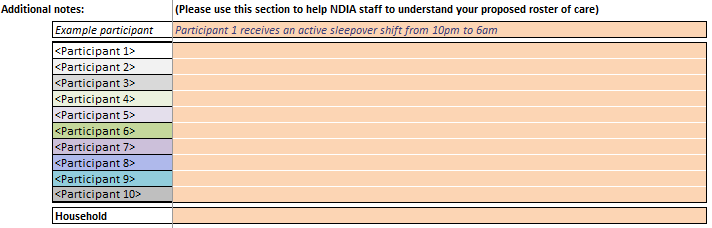 Additional notes: (Please use this section to help NDIA staff to understand your proposed roster of care)
Example participant Participant 1 receives an active sleepover shift from 10pm to 6am
<Participant 1>
<Participant 2>
<Participant 3>
<Participant 4>
<Participant 5>
<Participant 6>
<Participant 7>
<Participant 8>
<Participant 9>
<Participant 10>
Household